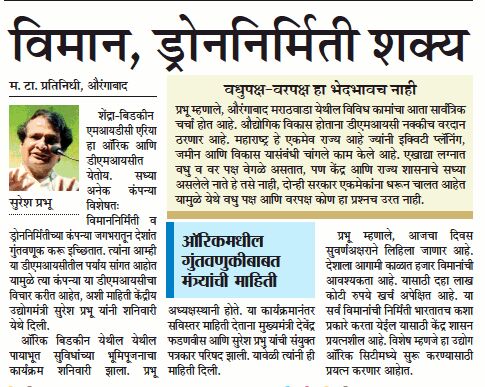 विमान, ड्रोननिर्मिती शक्य
म. टा. प्रतिनिधी, औरंगाबाद
शेंद्रा-बिडकीन
एमआयडीसी एरिया
हा ऑरिक आणि
डीएमआयसीत
येतोय. सध्या
अनेक कंपन्या
विशेषतः
विमाननिर्मिती व
सुरेश प्रभू
ड्रोननिर्मितीच्या कंपन्या जगभरातून देशांत
गुंतवणूक करू इच्छितात. त्यांना आम्ही
या डीएमआयसीतील पर्याय सांगत आहोत
यामुळे त्या कंपन्या या डीएमआयसीचा
विचार करीत आहेत, अशी माहिती केंद्रीय
उद्योगमंत्री सुरेश प्रभू यांनी शनिवारी
येथे दिली.
ऑरिक बिडकीन येथील येथील
पायाभूत सुविधांच्या भूमिपूजनाचा
कार्यक्रम शनिवारी झाला. प्रभू
वधुपक्ष-वरपक्ष हा भेदभावच नाही
प्रभू म्हणाले, औरंगाबाद मराठवाडा येथील विविध कामांचा आता सार्वत्रिक
चर्चा होत आहे. औद्योगिक विकास होताना डीएमआयसी नक्कीच वरदान
ठरणार आहे. महाराष्ट्र हे एकमेव राज्य आहे ज्यांनी इक्विटी प्लॅनिंग,
जमीन आणि विकास यासंबंधी चांगले काम केले आहे. एखाद्या लग्नात
वधु व वर पक्ष वेगळे असतात, पण केंद्र आणि राज्य शासनाचे सध्या
असलेले नाते हे तसे नाही, दोन्ही सरकार एकमेकांना धरून चालत आहेत
यामुळे येथे वधु पक्ष आणि वरपक्ष कोण हा प्रश्नच उरत नाही.
ऑरिकमधील
गुंतवणुकीबाबत
मंत्र्यांची माहिती
अध्यक्षस्थानी होते. या कार्यक्रमानंतर
सविस्तर माहिती देताना मुख्यमंत्री देवेंद्र
फडणवीस आणि सुरेश प्रभू यांची संयुक्त
पत्रकार परिषद झाली. यावेळी त्यांनी ही
माहिती दिली.
प्रभू म्हणाले, आजचा दिवस
सुवर्णअक्षराने लिहिला जाणार आहे.
देशाला आगामी काळात हजार विमानांची
आवश्यकता आहे. यासाठी दहा लाख
कोटी रुपये खर्च अपेक्षित आहे. या
सर्व विमानांची निर्मिती भारतातच कशा
प्रकारे करता येईल यासाठी केंद्र शासन
प्रयत्नशील आहे. विशेष म्हणजे हा उद्योग
ऑरिक सिटीमध्ये सुरू करण्यासाठी
प्रयत्न करणार आहेात.